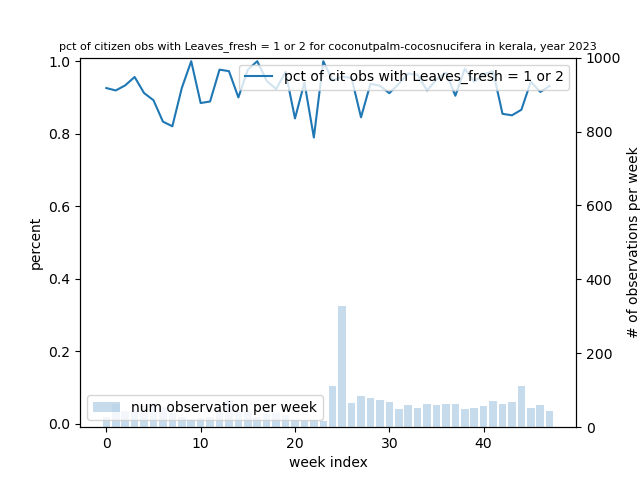 pct of citizen obs with Leaves_fresh = 1 or 2 for coconutpalm-cocosnucifera in kerala, year 2023
pct of cit obs with Leaves_fresh = 1 or 2
num observation per week
percent
1.0
0.8
0.6
0.4
0.2
0.0
0 10 20 30 40
week index
1000
800
600
400
200
0
# of observations per week